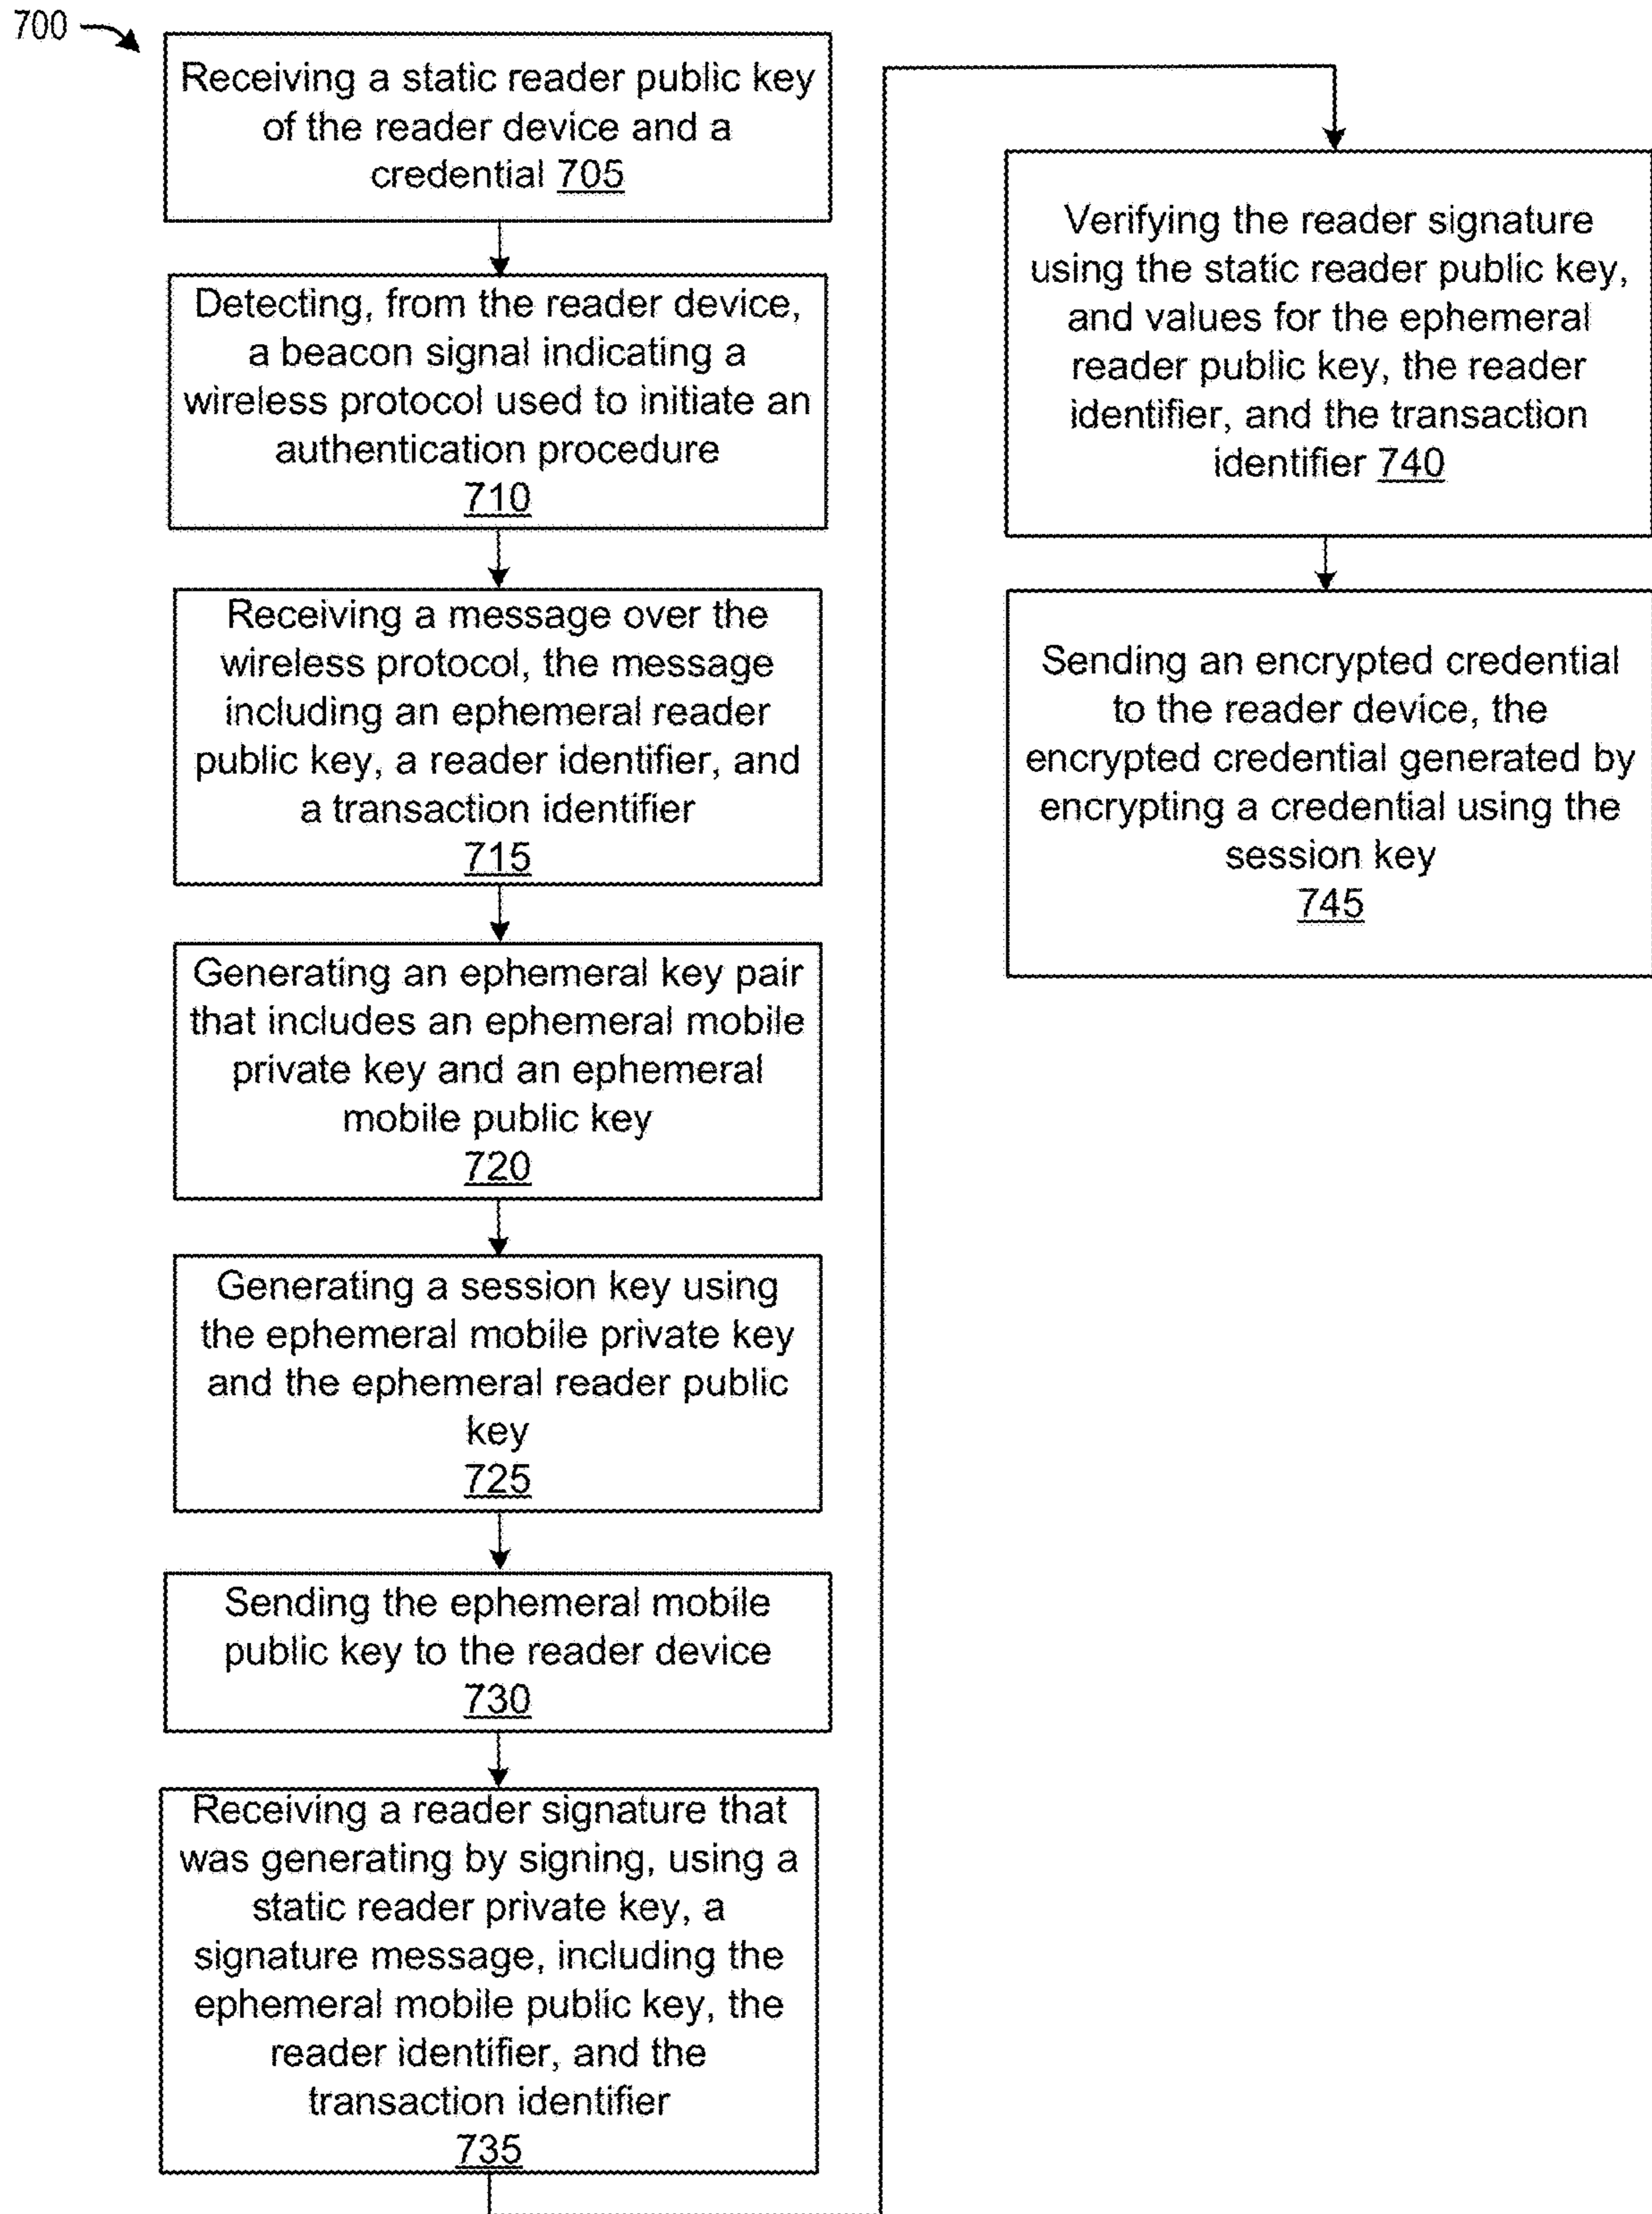 700
Receiving a static reader public key
of the reader device and a
credential 705
Detecting, from the reader device,
a beacon signal indicating a
wireless protocol used to initiate an
authentication procedure
710
Receiving a message over the
wireless protocol, the message
including an ephemeral reader
public key, a reader identifier, and
a transaction identifier
715
Generating an ephemeral key pair
that includes an ephemeral mobile
private key and an ephemeral
mobile public key
720
Generating a session key using
the ephemeral mobile private key
and the ephemeral reader public
key
725
Sending the ephemeral mobile
public key to the reader device
730
Receiving a reader signature that
was generating by signing, using a
static reader private key, a
signature message, including the
ephemeral mobile public key, the
reader identifier, and the
transaction identifier
735
Verifying the reader signature
using the static reader public key,
and values for the ephemeral
reader public key, the reader
identifier, and the transaction
identifier 740
Sending an encrypted credential
to the reader device, the
encrypted credential generated by
encrypting a credential using the
session key
745